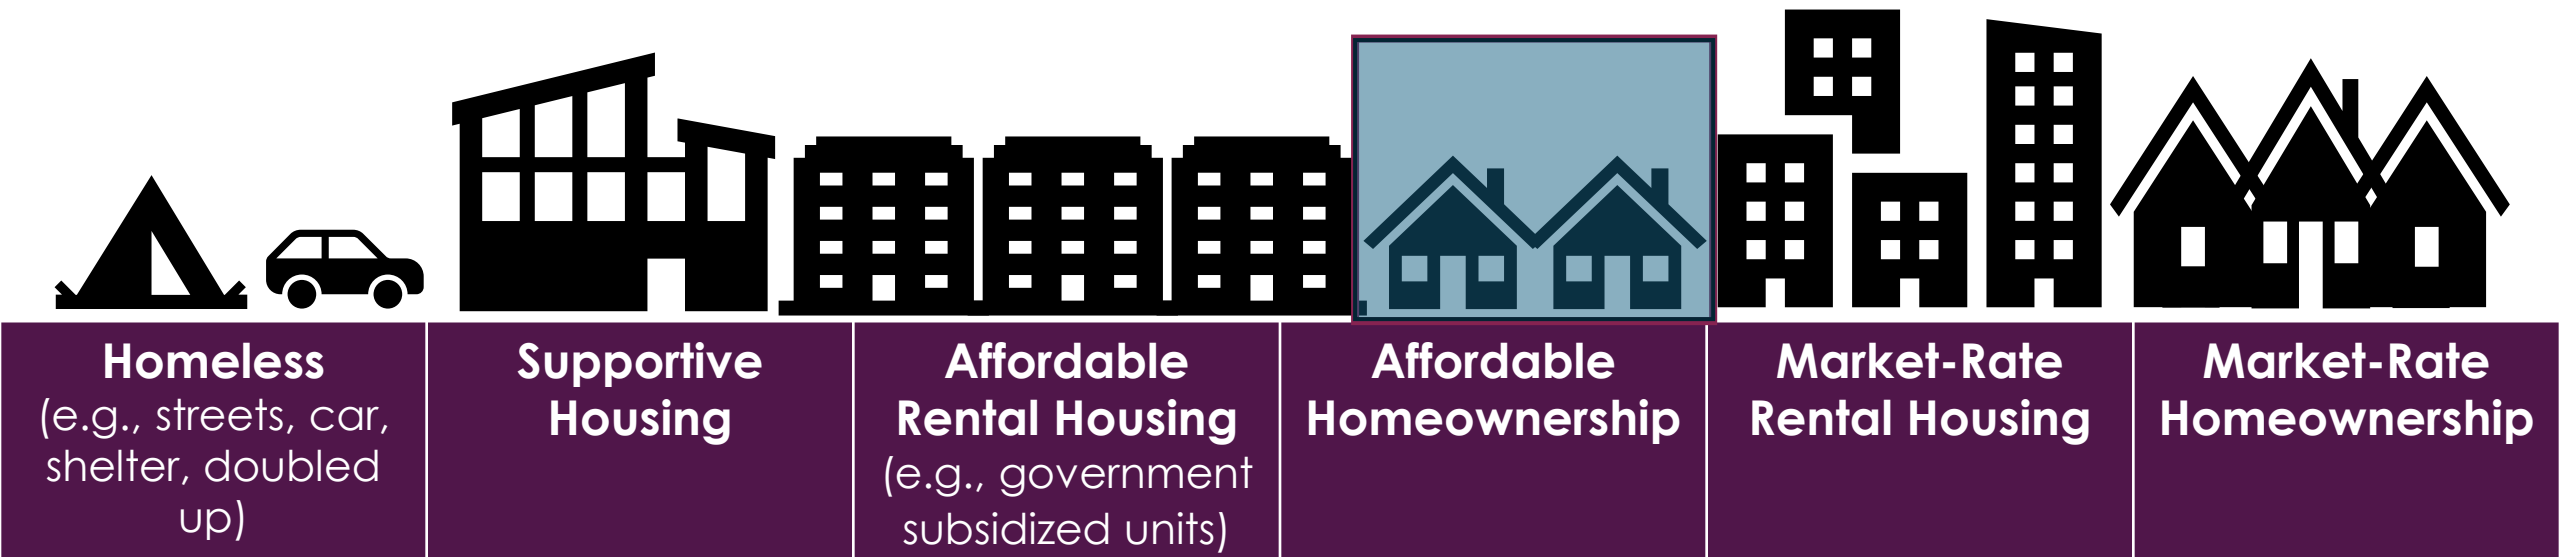 Homeless
(e.g., streets, car,
shelter, doubled
up)
Supportive
Housing
Affordable
Rental Housing
(e.g., government
subsidized units)
Affordable
Homeownership
Market-Rate
Rental Housing
Market-Rate
Homeownership